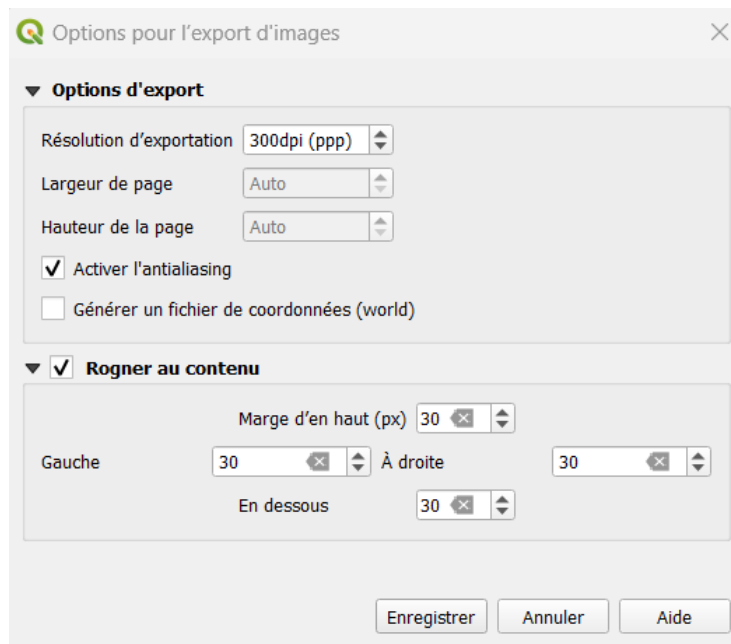 Options pour l’export d'images
Options d'export
Résolution d’exportation 300dpi (ppp)
Largeur de page Auto
Hauteur de la page Auto
Activer l'antialiasing
Générer un fichier de coordonnées (world)
Rogner au contenu
Marge d’en haut (px) 30
Gauche 30 À droite 30
En dessous 30
Enregistrer Annuler Aide